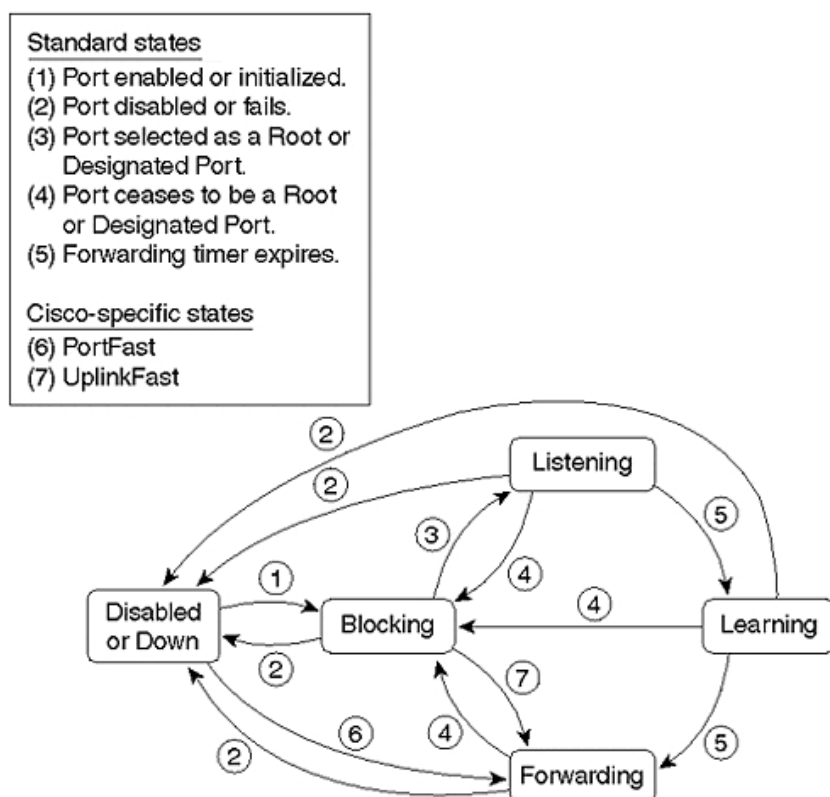 Standard states
(1) Port enabled or initialized.
(2) Port disabled or fails.
(3) Port selected as a Root or
Designated Port.
(4) Port ceases to be a Root
or Designated Port.
(5) Forwarding timer expires.
Cisco-specific states
(6) PortFast
(7) UplinkFast
2
Listening
2
5
3
1
4
4
Disabled
or Down
Blocking
Learning
2
7
6
4
5
2
Forwarding